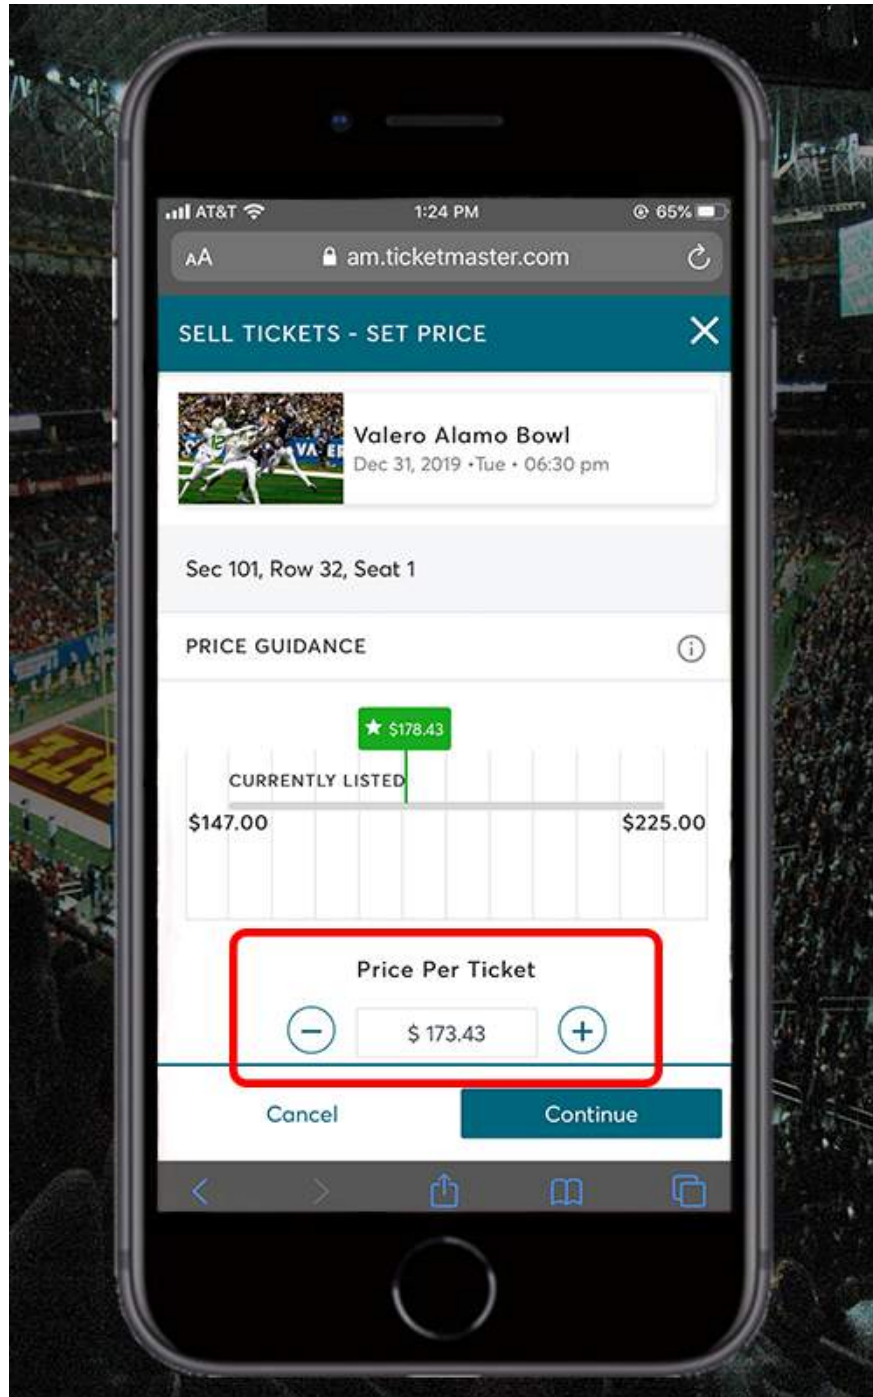 AT&T 1:24 PM 65%
AA am.ticketmaster.com
SELL TICKETS - SET PRICE
12 VALER
Valero Alamo Bowl
Dec 31, 2019 •Tue • 06:30 pm
Sec 101, Row 32, Seat 1
PRICE GUIDANCE
$178.43
CURRENTLY LISTED
$147.00 $225.00
Price Per Ticket
$ 173.43
Cancel Continue